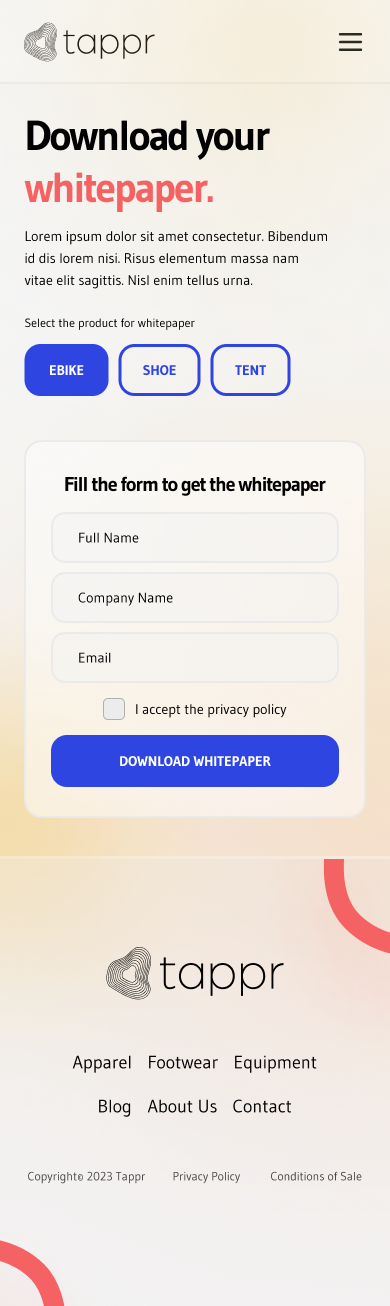 tappr
Download your
whitepaper.
Lorem ipsum dolor sit amet consectetur. Bibendum
id dis lorem nisi. Risus elementum massa nam
vitae elit sagittis. Nisl enim tellus urna.
Select the product for whitepaper
EBIKE SHOE TENT
Fill the form to get the whitepaper
Full Name
Company Name
Email
I accept the privacy policy
DOWNLOAD WHITEPAPER
tappr
Apparel Footwear Equipment
Blog About Us Contact
Copyright© 2023 Tappr Privacy Policy Conditions of Sale